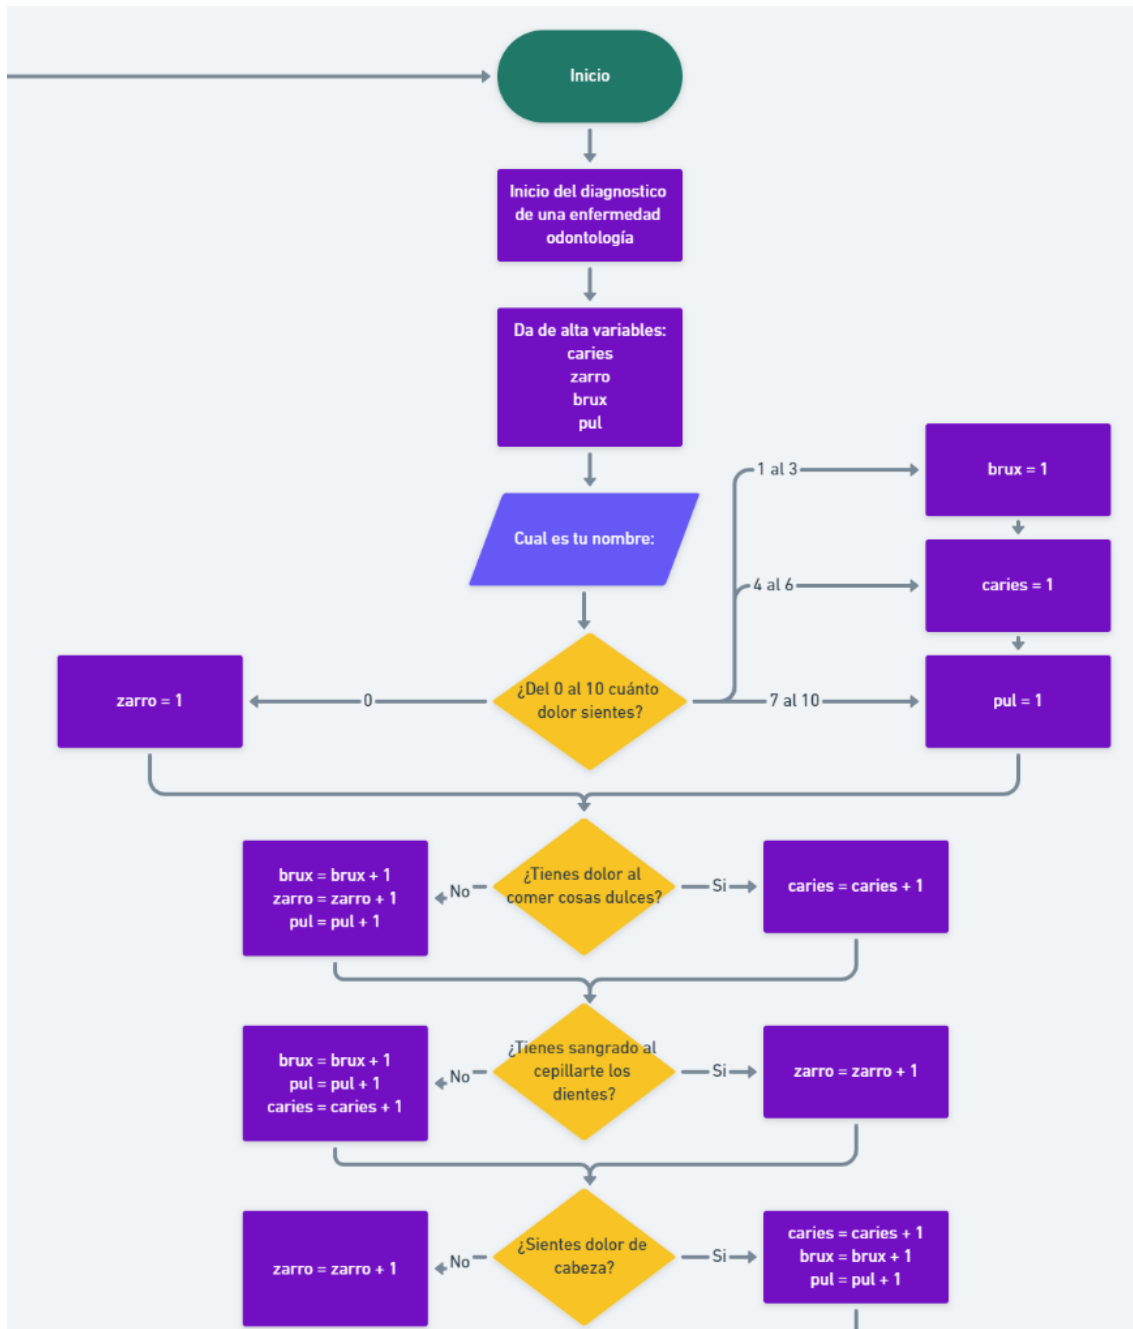 Inicio
Inicio del diagnostico
de una enfermedad
odontología
Da de alta variables:
caries
zarro
brux
pul
1 al 3
brux = 1
Cual es tu nombre:
4 al 6
caries = 1
zarro = 1
0
¿Del 0 al 10 cuánto
dolor sientes?
7 al 10
pul = 1
brux = brux + 1
zarro = zarro + 1
pul = pul + 1
No
¿Tienes dolor al
comer cosas dulces?
Si
caries = caries + 1
brux = brux + 1
pul = pul + 1
caries = caries + 1
No
¿Tienes sangrado al
cepillarte los
dientes?
Si
zarro = zarro + 1
zarro = zarro + 1
No
¿Sientes dolor de
cabeza?
Si
caries = caries + 1
brux = brux + 1
pul = pul + 1